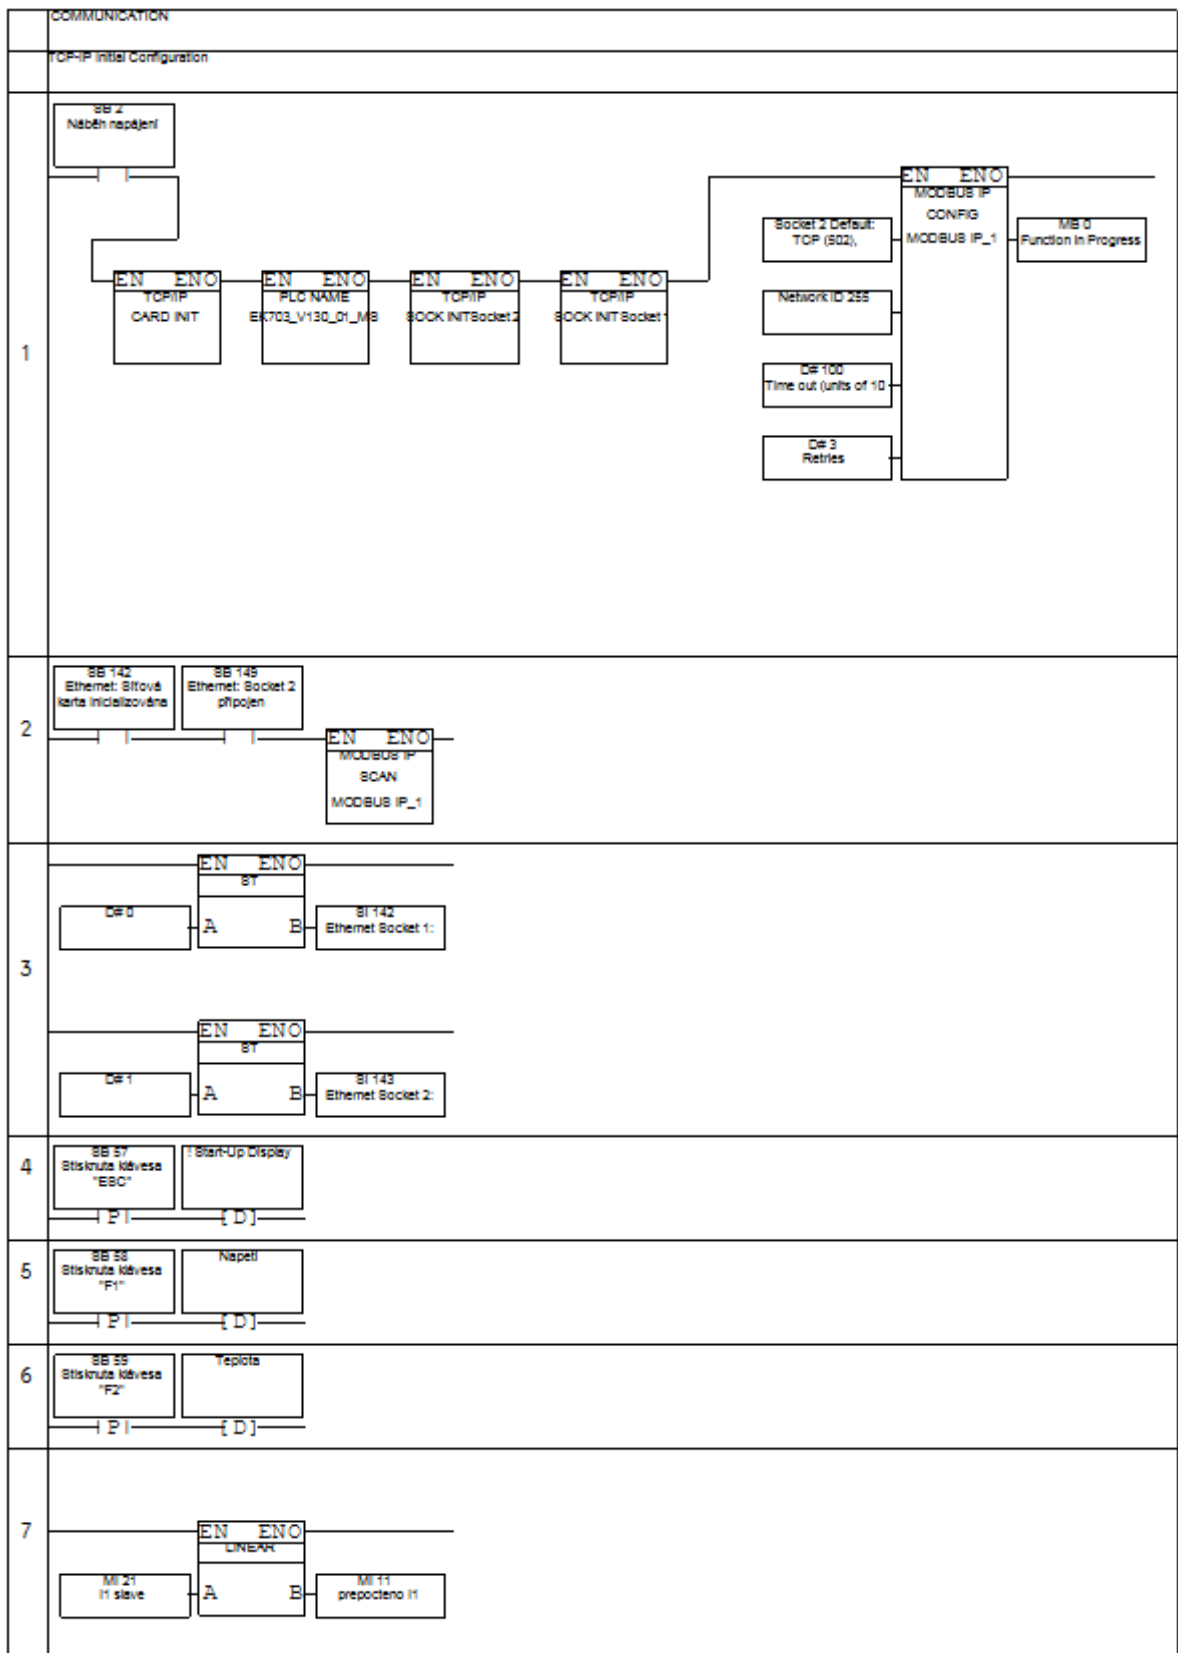 COMMUNICATION
TCP-IP Initial Configuration
1
SB 2
Náběh napájení
EN ENO
TCP/IP
CARD INIT
EN ENO
PLC NAME
EK703_V130_01_MB
EN ENO
TCP/IP
SOCK INITSocket 2
EN ENO
TCP/IP
SOCK INITSocket 1
EN ENO
MODBUS IP
CONFIG
MODBUS IP_1
Socket 2 Default:
TCP (502),
Network ID 255
D# 100
Time out (units of 10
D# 3
Retries
MB 0
Function in Progress
2
SB 142
Ethernet: Síťová
karta inicializována
SB 149
Ethernet: Socket 2
připojen
EN ENO
MODBUS IP
SCAN
MODBUS IP_1
3
EN ENO
ST
D# 0
A B
SI 142
Ethernet Socket 1:
EN ENO
ST
D# 1
A B
SI 143
Ethernet Socket 2:
4
SB 57
Stisknuta klávesa
"ESC"
! Start-Up Display
P
[ D ]
5
SB 58
Stisknuta klávesa
"F1"
Napeti
P
[ D ]
6
SB 59
Stisknuta klávesa
"F2"
Teplota
P
[ D ]
7
EN ENO
LINEAR
MI 21
I1 slave
A B
MI 11
prepocteno I1